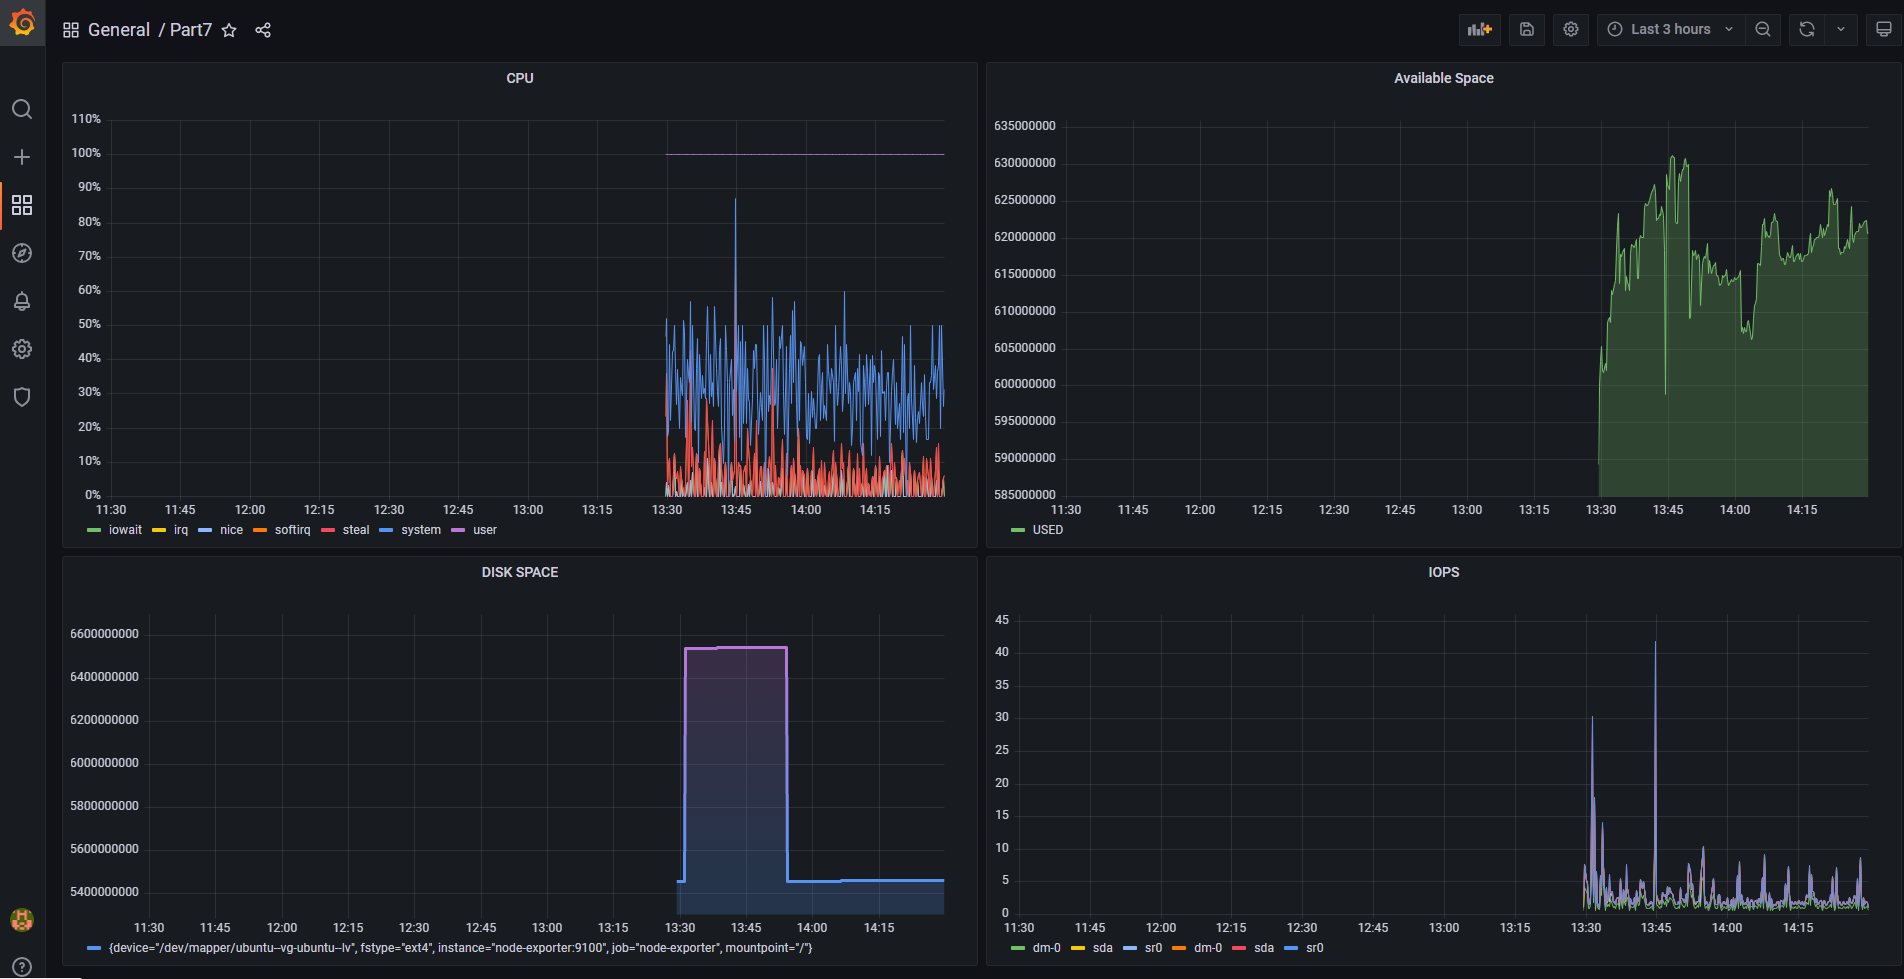 General / Part7
Last 3 hours
CPU
110%
100%
90%
80%
70%
60%
50%
40%
30%
20%
10%
0%
11:30 11:45 12:00 12:15 12:30 12:45 13:00 13:15 13:30 13:45 14:00 14:15
iowait irq nice softirq steal system user
Available Space
635000000
630000000
625000000
620000000
615000000
610000000
605000000
600000000
595000000
590000000
585000000
11:30 11:45 12:00 12:15 12:30 12:45 13:00 13:15 13:30 13:45 14:00 14:15
USED
DISK SPACE
6600000000
6400000000
6200000000
6000000000
5800000000
5600000000
5400000000
11:30 11:45 12:00 12:15 12:30 12:45 13:00 13:15 13:30 13:45 14:00 14:15
{device="/dev/mapper/ubuntu--vg-ubuntu--lv", fstype="ext4", instance="node-exporter:9100", job="node-exporter", mountpoint="/"}
IOPS
45
40
35
30
25
20
15
10
5
0
11:30 11:45 12:00 12:15 12:30 12:45 13:00 13:15 13:30 13:45 14:00 14:15
dm-0 sda sr0 dm-0 sda sr0